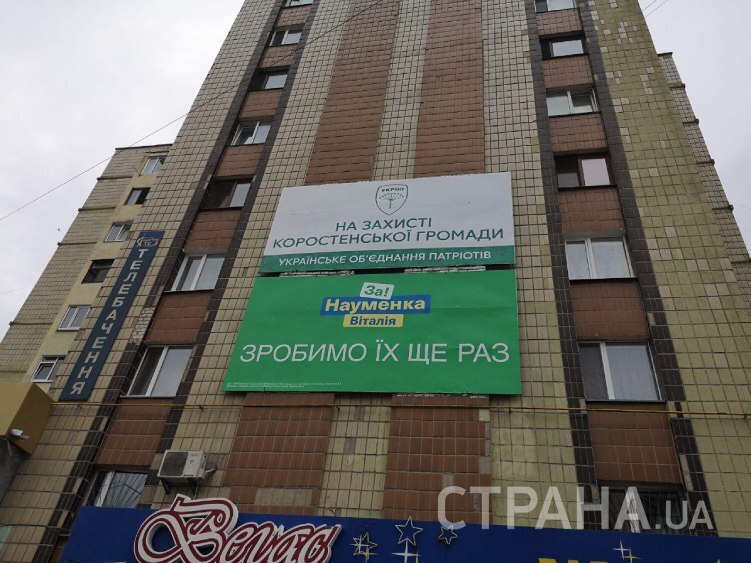 УКРОП
НА ЗАХИСТІ
КОРОСТЕНСЬКОЇ ГРОМАДИ
УКРАЇНСЬКЕ ОБ'ЄДНАННЯ ПАТРІОТІВ
За!
Науменка
Віталія
ЗРОБИМО ЇХ ЩЕ РАЗ
ТЕЛЕБАЧЕННЯ
Вегас
СТРАНА.UA